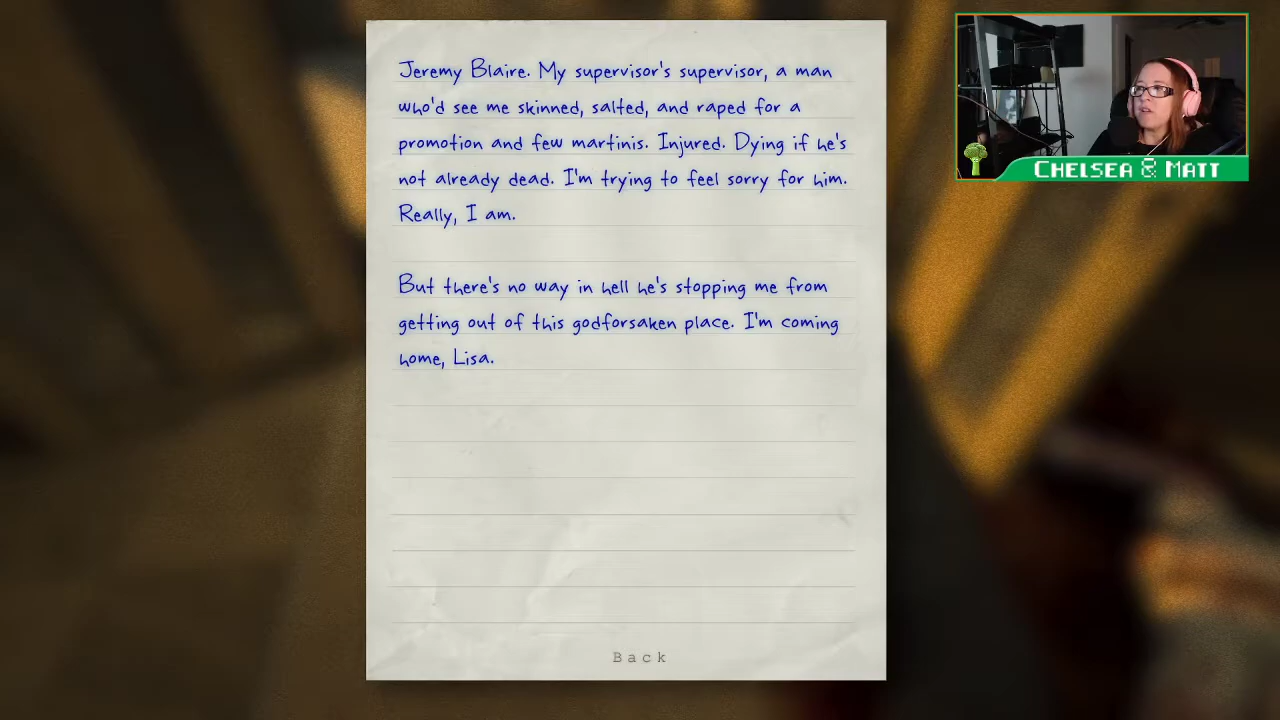 Jeremy Blaire. My supervisor's supervisor, a man
who'd see me skinned, salted, and raped for a
promotion and few martinis. Injured. Dying if he's
not already dead. I'm trying to feel sorry for him.
Really, I am.
But there's no way in hell he's stopping me from
getting out of this godforsaken place. I'm coming
home, Lisa.
Back
CHELSEA & MATT